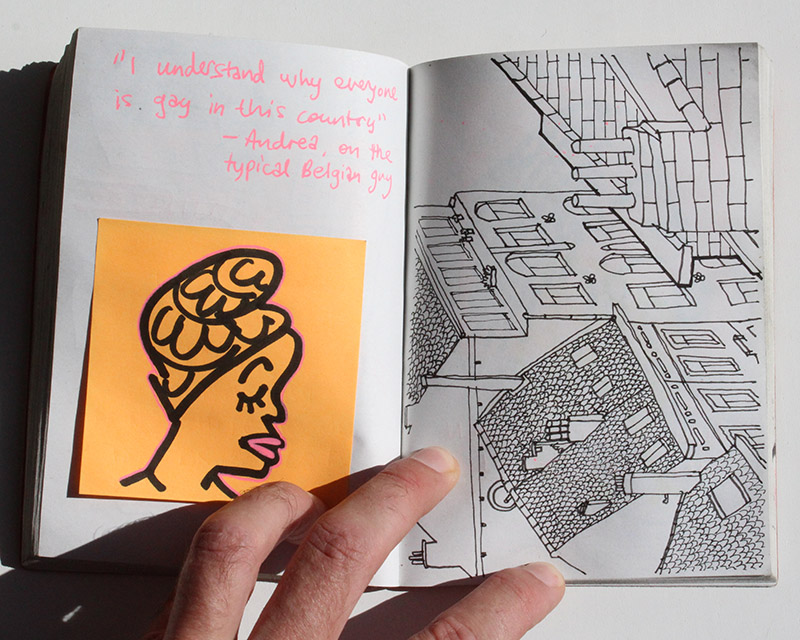 "I understand why everyone
is gay in this country"
– Andrea, on the
typical Belgian guy